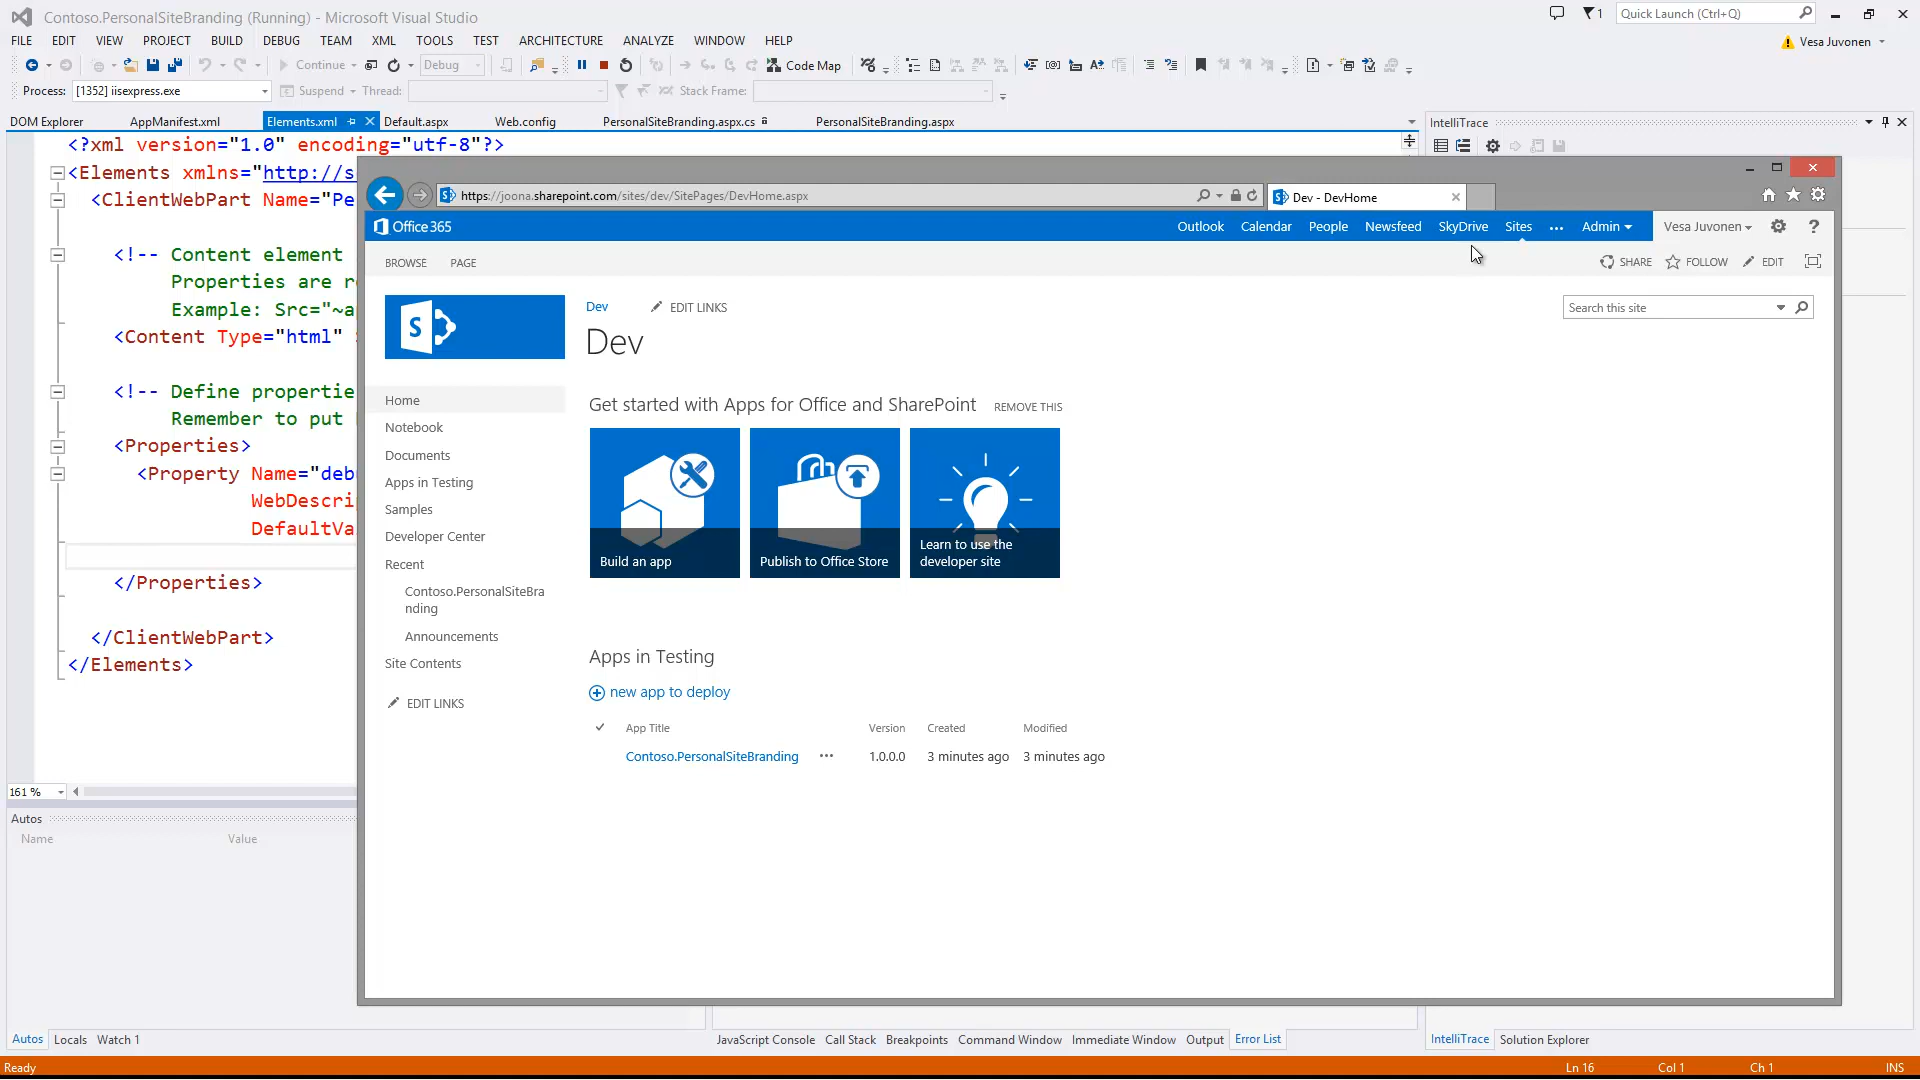 Contoso.PersonalSiteBranding (Running) - Microsoft Visual Studio
1
Quick Launch (Ctrl+Q)
FILE EDIT VIEW PROJECT BUILD DEBUG TEAM XML TOOLS TEST ARCHITECTURE ANALYZE WINDOW HELP
Vesa Juvonen
Continue Debug Code Map
Process: [1352] iisexpress.exe Suspend Thread: Stack Frame:
DOM Explorer AppManifest.xml Elements.xml Default.aspx Web.config PersonalSiteBranding.aspx.cs PersonalSiteBranding.aspx
IntelliTrace
<?xml version="1.0" encoding="utf-8"?>
<Elements xmlns="http://s
<ClientWebPart Name="Pe
<!-- Content element
Properties are r
Example: Src="~a
<Content Type="html"
<!-- Define propertie
Remember to put
<Properties>
<Property Name="deb
WebDescri
DefaultVa
</Properties>
</ClientWebPart>
</Elements>
161 %
Autos
Name Value
https://joona.sharepoint.com/sites/dev/SitePages/DevHome.aspx
Dev - DevHome
Office 365
Outlook Calendar People Newsfeed SkyDrive Sites ... Admin
Vesa Juvonen ?
BROWSE PAGE
SHARE FOLLOW EDIT
S
Dev EDIT LINKS
Search this site
Dev
Home
Notebook
Documents
Apps in Testing
Samples
Developer Center
Recent
Contoso.PersonalSiteBra
nding
Announcements
Site Contents
EDIT LINKS
Get started with Apps for Office and SharePoint REMOVE THIS
Build an app
Publish to Office Store
Learn to use the
developer site
Apps in Testing
new app to deploy
App Title Version Created Modified
Contoso.PersonalSiteBranding ... 1.0.0.0 3 minutes ago 3 minutes ago
Autos Locals Watch 1
JavaScript Console Call Stack Breakpoints Command Window Immediate Window Output Error List
IntelliTrace Solution Explorer
Ready
Ln 16 Col 1 Ch 1 INS